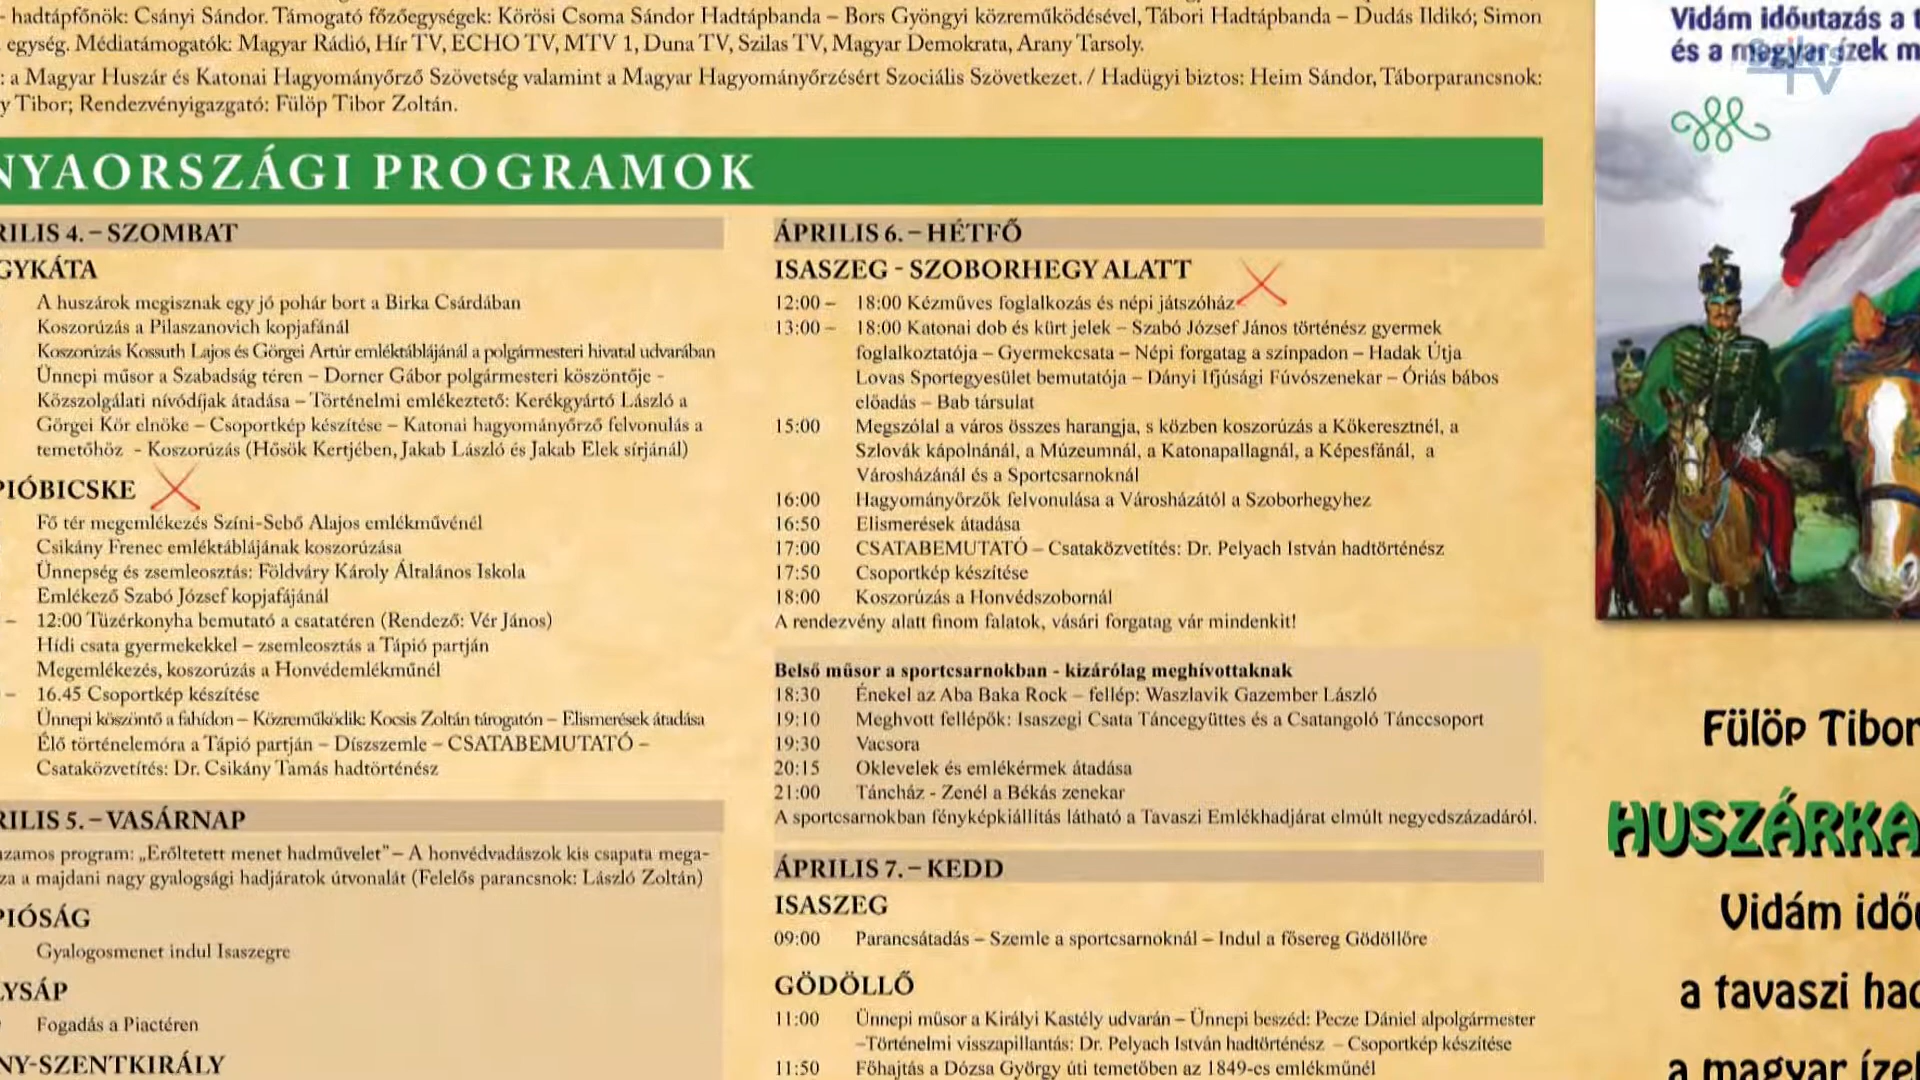 - hadtápfőnök: Csányi Sándor. Támogató főzőegységek: Kőrösi Csoma Sándor Hadtápbanda – Bors Gyöngyi közreműködésével, Tábori Hadtápbanda – Dudás Ildikó; Simon
egység. Médiatámogatók: Magyar Rádió, Hír TV, ECHO TV, MTV 1, Duna TV, Szilas TV, Magyar Demokrata, Arany Tarsoly.
: a Magyar Huszár és Katonai Hagyományőrző Szövetség valamint a Magyar Hagyományőrzésért Szociális Szövetkezet. / Hadügyi biztos: Heim Sándor, Táborparancsnok:
y Tibor; Rendezvényigazgató: Fülöp Tibor Zoltán.
NYAORSZÁGI PROGRAMOK
RILIS 4. – SZOMBAT
GYKÁTA
A huszárok megisznak egy jó pohár bort a Birka Csárdában
Koszorúzás a Pilaszanovich kopjafánál
Koszorúzás Kossuth Lajos és Görgei Artúr emléktáblájánál a polgármesteri hivatal udvarában
Ünnepi műsor a Szabadság téren – Dorner Gábor polgármesteri köszöntője -
Közszolgálati nívódíjak átadása – Történelmi emlékeztető: Kerékgyártó László a
Görgei Kör elnöke – Csoportkép készítése – Katonai hagyományőrző felvonulás a
temetőhöz - Koszorúzás (Hősök Kertjében, Jakab László és Jakab Elek sírjánál)
PIÓBICSKE
Fő tér megemlékezés Színi-Sebő Alajos emlékművénél
Csikány Frenec emléktáblájának koszorúzása
Ünnepség és zsemleosztás: Földváry Károly Általános Iskola
Emlékező Szabó József kopjafájánál
– 12:00 Tüzérkonyha bemutató a csatatéren (Rendező: Vér János)
Hídi csata gyermekekkel – zsemleosztás a Tápió partján
Megemlékezés, koszorúzás a Honvédemlékműnél
– 16.45 Csoportkép készítése
Ünnepi köszöntő a fahídon – Közreműködik: Kocsis Zoltán tárogatón – Elismerések átadása
Élő történelemóra a Tápió partján – Díszszemle – CSATABEMUTATÓ –
Csataközvetítés: Dr. Csikány Tamás hadtörténész
RILIS 5. – VASÁRNAP
zamos program: „Erőltetett menet hadművelet” – A honvédvadászok kis csapata mega-
za a majdani nagy gyalogsági hadjáratok útvonalát (Felelős parancsnok: László Zoltán)
PIÓSÁG
Gyalogosmenet indul Isaszegre
LYSÁP
Fogadás a Piactéren
NY-SZENTKIRÁLY
ÁPRILIS 6. – HÉTFŐ
ISASZEG - SZOBORHEGY ALATT
12:00 – 18:00 Kézműves foglalkozás és népi játszóház
13:00 – 18:00 Katonai dob és kürt jelek – Szabó József János történész gyermek
foglalkoztatója – Gyermekcsata – Népi forgatag a színpadon – Hadak Útja
Lovas Sportegyesület bemutatója – Dányi Ifjúsági Fúvószenekar – Óriás bábos
előadás – Bab társulat
15:00 Megszólal a város összes harangja, s közben koszorúzás a Kőkeresztnél, a
Szlovák kápolnánál, a Múzeumnál, a Katonapallagnál, a Képesfánál, a
Városházánál és a Sportcsarnoknál
16:00 Hagyományőrzők felvonulása a Városházától a Szoborhegyhez
16:50 Elismerések átadása
17:00 CSATABEMUTATÓ – Csataközvetítés: Dr. Pelyach István hadtörténész
17:50 Csoportkép készítése
18:00 Koszorúzás a Honvédszobornál
A rendezvény alatt finom falatok, vásári forgatag vár mindenkit!
Belső műsor a sportcsarnokban - kizárólag meghívottaknak
18:30 Énekel az Aba Baka Rock – fellép: Waszlavik Gazember László
19:10 Meghvott fellépők: Isaszegi Csata Táncegyüttes és a Csatangoló Tánccsoport
19:30 Vacsora
20:15 Oklevelek és emlékérmek átadása
21:00 Táncház - Zenél a Békás zenekar
A sportcsarnokban fényképkiállítás látható a Tavaszi Emlékhadjárat elmúlt negyedszázadáról.
ÁPRILIS 7. – KEDD
ISASZEG
09:00 Parancsátadás – Szemle a sportcsarnoknál – Indul a fősereg Gödöllőre
GÖDÖLLŐ
11:00 Ünnepi műsor a Királyi Kastély udvarán – Ünnepi beszéd: Pecze Dániel alpolgármester
–Történelmi visszapillantás: Dr. Pelyach István hadtörténész – Csoportkép készítése
11:50 Főhajtás a Dózsa György úti temetőben az 1849-es emlékműnél
Vidám időutazás a t
és a magyar ízek m
Szilas
TV
Fülöp Tibor
HUSZÁRKA
Vidám idő
a tavaszi had
a magyar íze